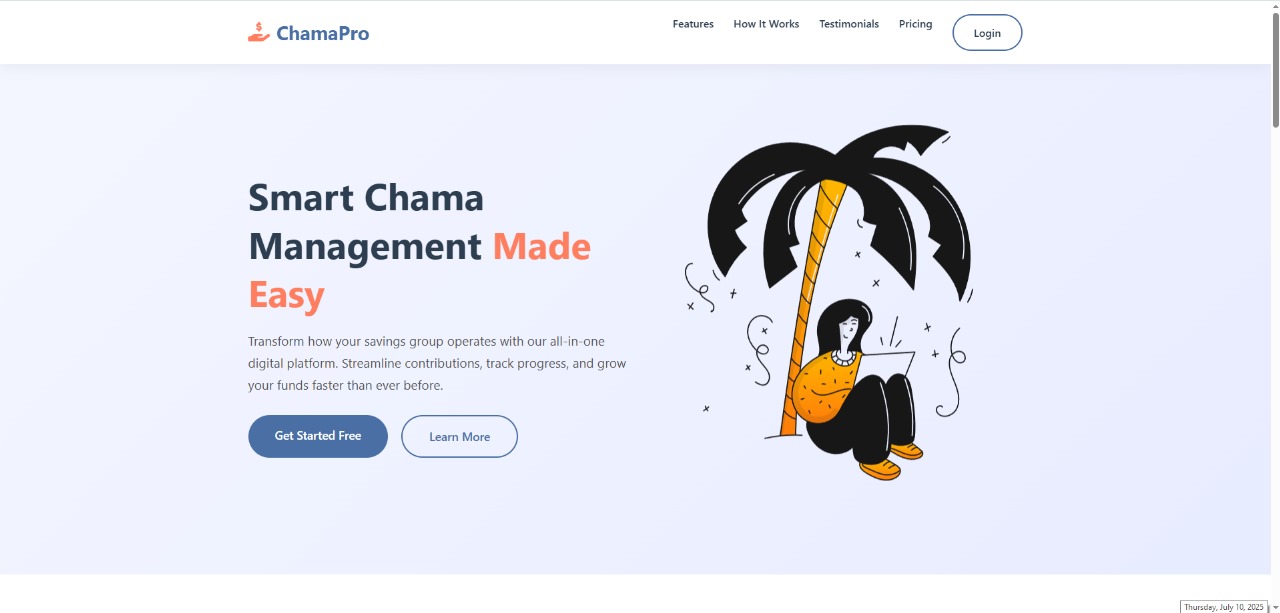 ChamaPro
Features
How It Works
Testimonials
Pricing
Login
Smart Chama
Management Made
Easy
Transform how your savings group operates with our all-in-one
digital platform. Streamline contributions, track progress, and grow
your funds faster than ever before.
Get Started Free
Learn More
Thursday, July 10, 2025